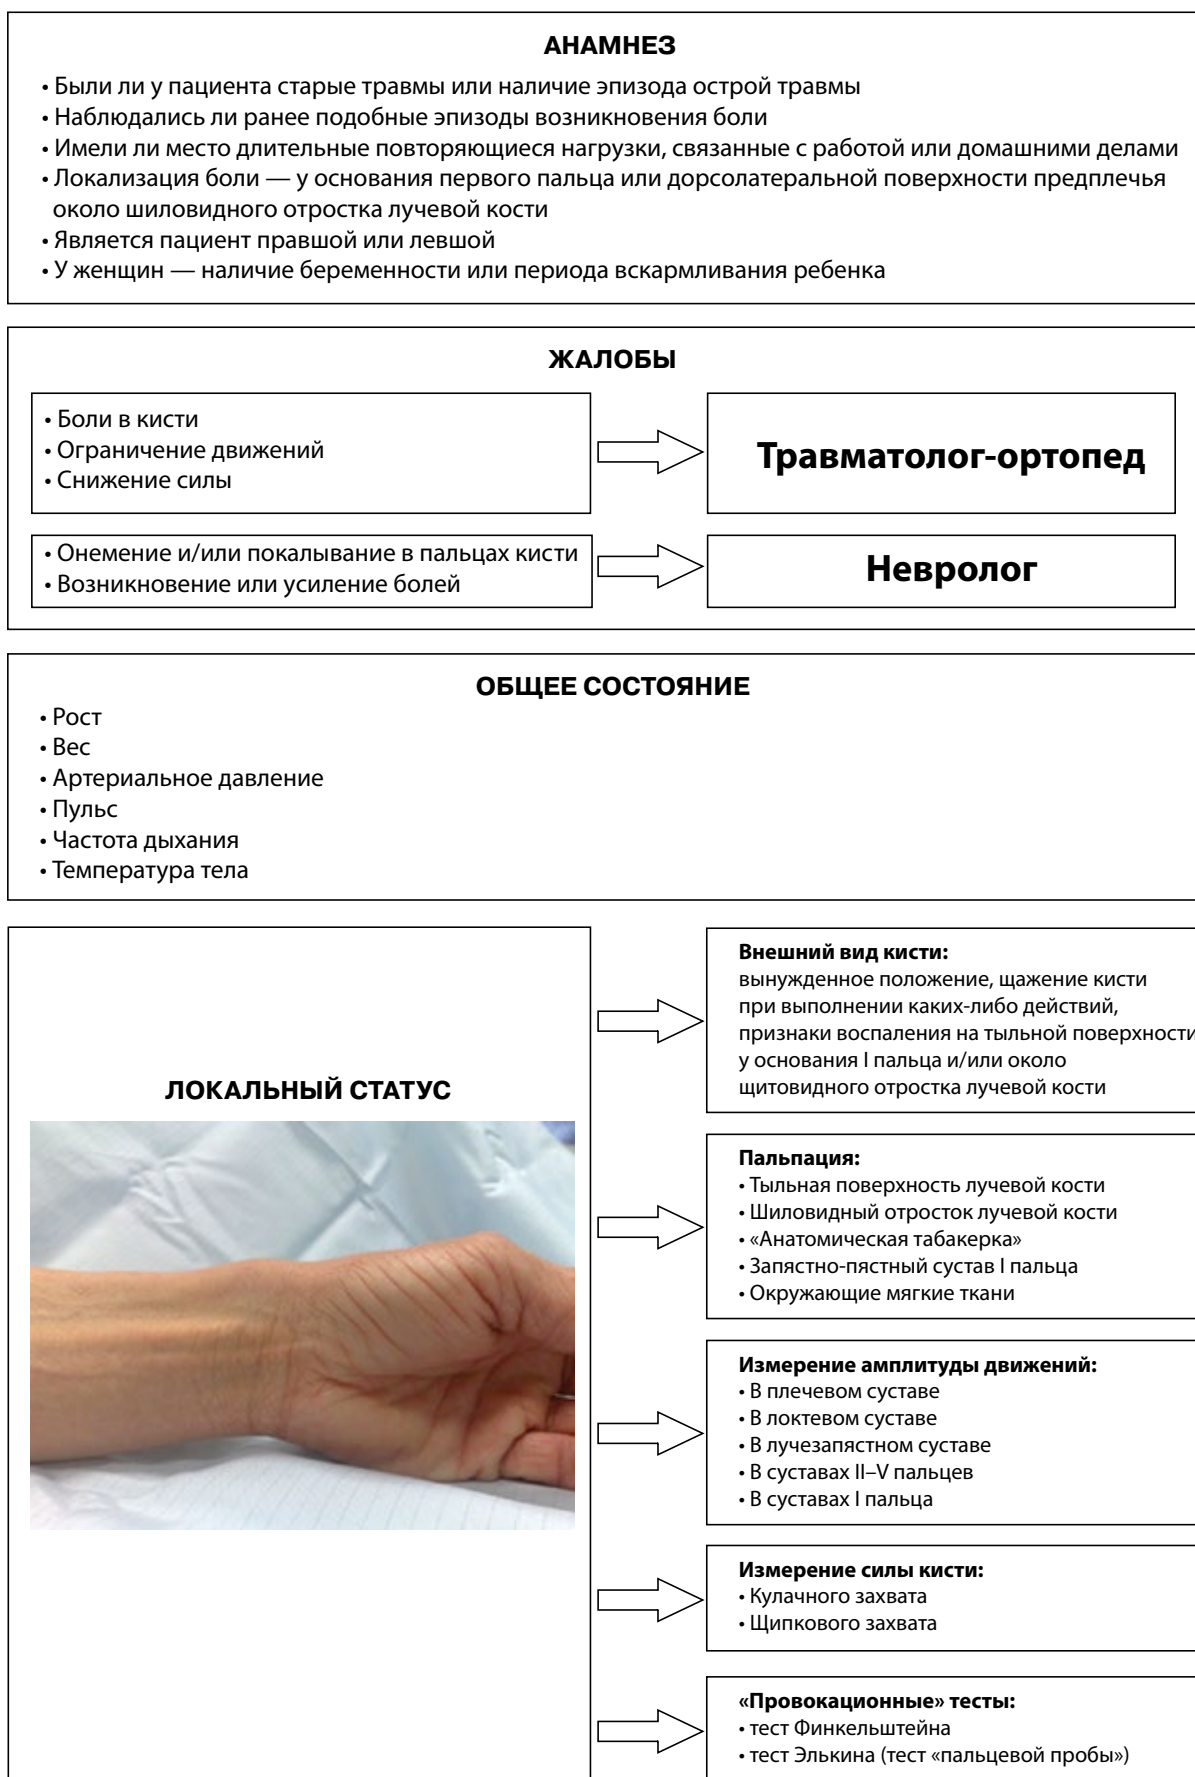 АНАМНЕЗ
• Были ли у пациента старые травмы или наличие эпизода острой травмы
• Наблюдались ли ранее подобные эпизоды возникновения боли
• Имели ли место длительные повторяющиеся нагрузки, связанные с работой или домашними делами
• Локализация боли — у основания первого пальца или дорсолатеральной поверхности предплечья
около шиловидного отростка лучевой кости
• Является пациент правшой или левшой
• У женщин — наличие беременности или периода вскармливания ребенка
ЖАЛОБЫ
• Боли в кисти
• Ограничение движений
• Снижение силы
Травматолог-ортопед
• Онемение и/или покалывание в пальцах кисти
• Возникновение или усиление болей
Невролог
ОБЩЕЕ СОСТОЯНИЕ
• Рост
• Вес
• Артериальное давление
• Пульс
• Частота дыхания
• Температура тела
ЛОКАЛЬНЫЙ СТАТУС
Внешний вид кисти:
вынужденное положение, щажение кисти
при выполнении каких-либо действий,
признаки воспаления на тыльной поверхности
у основания I пальца и/или около
щитовидного отростка лучевой кости
Пальпация:
• Тыльная поверхность лучевой кости
• Шиловидный отросток лучевой кости
• «Анатомическая табакерка»
• Запястно-пястный сустав I пальца
• Окружающие мягкие ткани
Измерение амплитуды движений:
• В плечевом суставе
• В локтевом суставе
• В лучезапястном суставе
• В суставах II–V пальцев
• В суставах I пальца
Измерение силы кисти:
• Кулачного захвата
• Щипкового захвата
«Провокационные» тесты:
• тест Финкельштейна
• тест Элькина (тест «пальцевой пробы»)